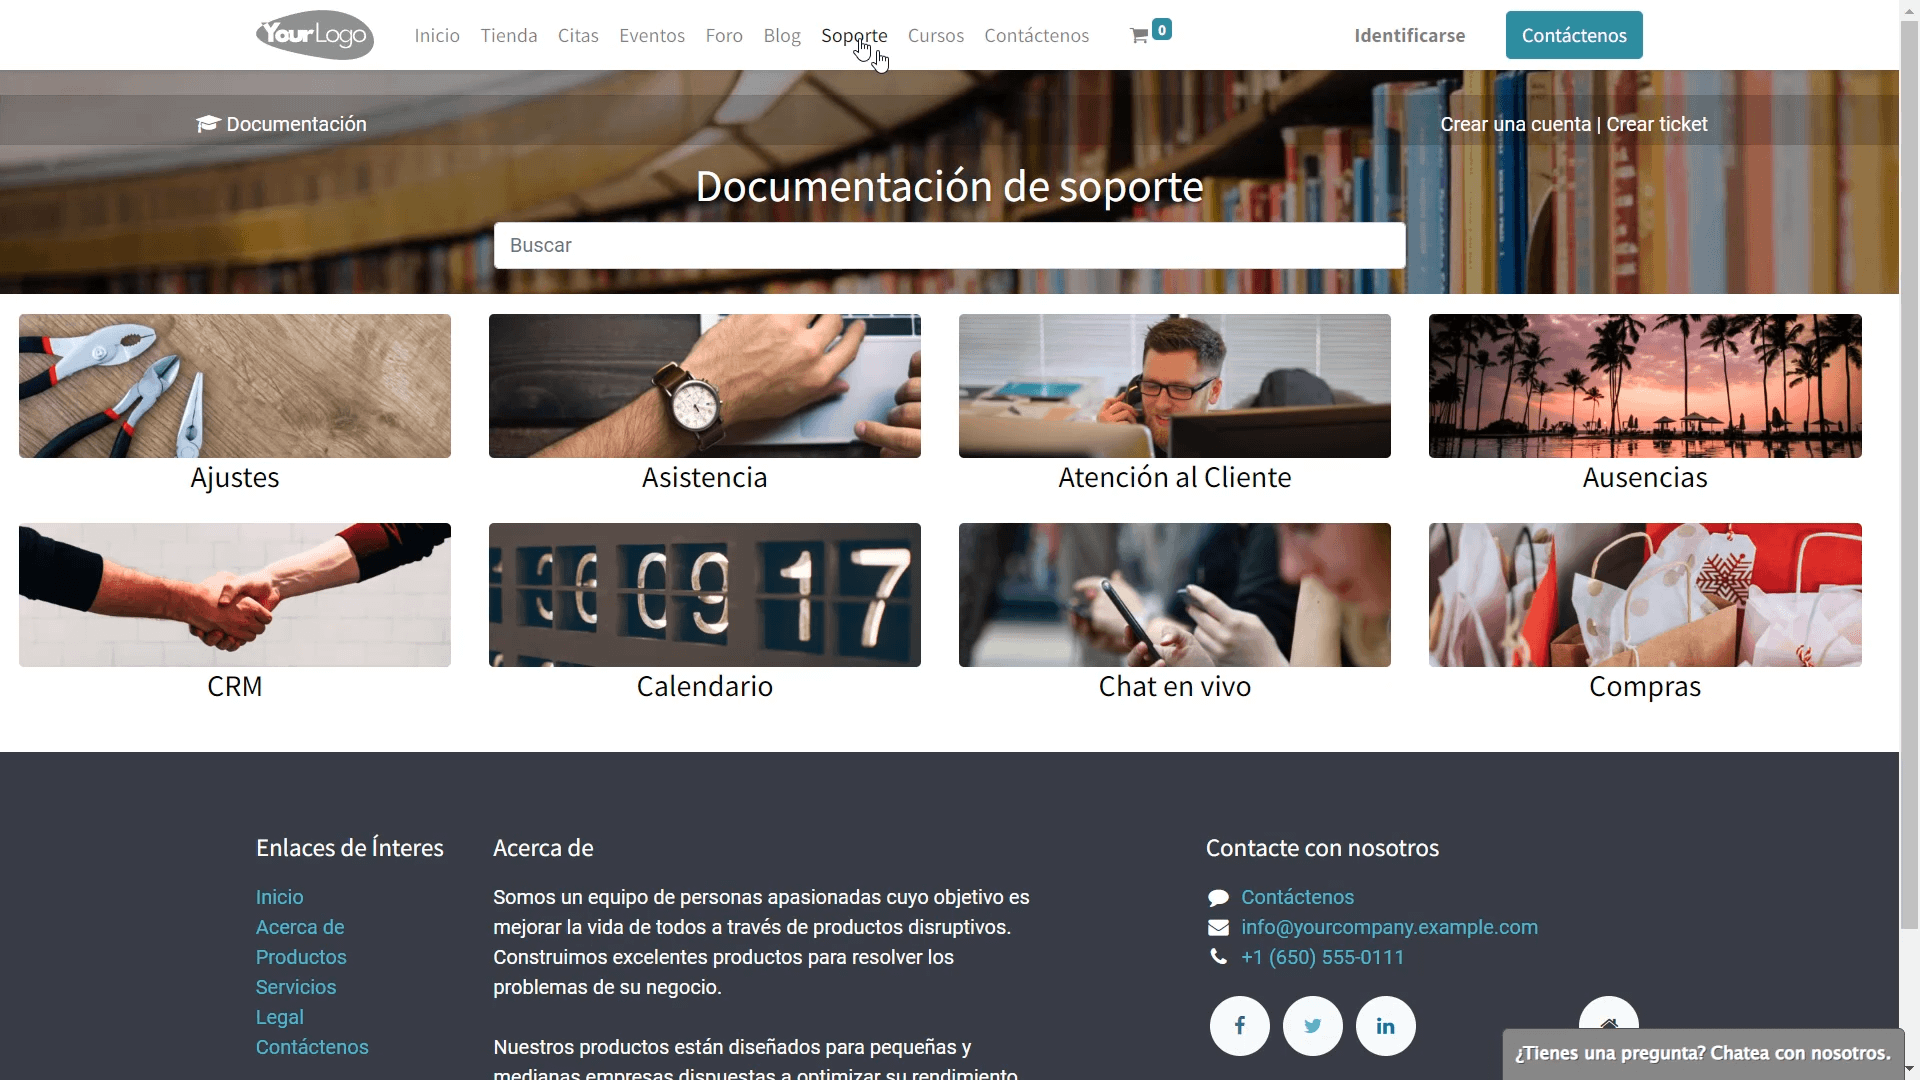 YourLogo
Inicio Tienda Citas Eventos Foro Blog Soporte Cursos Contáctenos 0 Identificarse Contáctenos
Documentación
Crear una cuenta | Crear ticket
Documentación de soporte
Buscar
Ajustes
Asistencia
Atención al Cliente
Ausencias
09 17
CRM
Calendario
Chat en vivo
Compras
Enlaces de Ínteres
Inicio
Acerca de
Productos
Servicios
Legal
Contáctenos
Acerca de
Somos un equipo de personas apasionadas cuyo objetivo es
mejorar la vida de todos a través de productos disruptivos.
Construimos excelentes productos para resolver los
problemas de su negocio.
Nuestros productos están diseñados para pequeñas y
medianas empresas dispuestas a optimizar su rendimiento
Contacte con nosotros
Contáctenos
info@yourcompany.example.com
+1 (650) 555-0111
¿Tienes una pregunta? Chatea con nosotros.